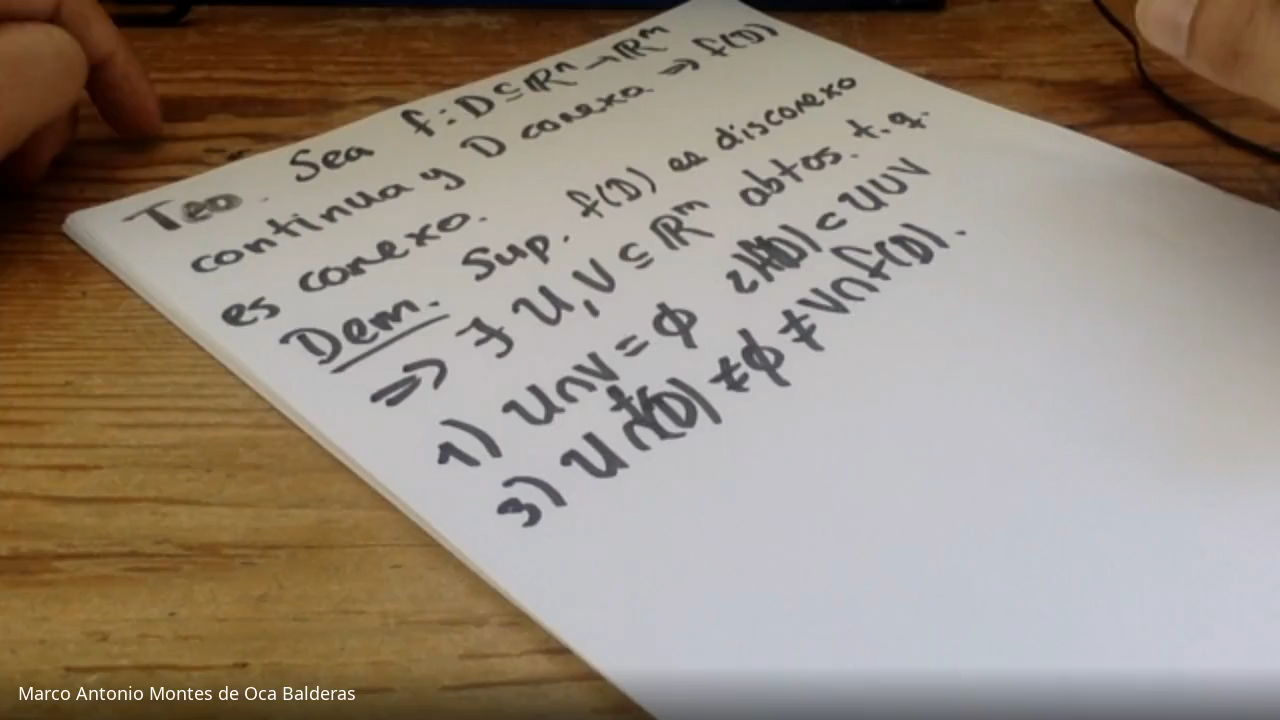 Teo. Sea f: D ⊆ ℝⁿ → ℝᵐ
continua y D conexa ⇒ f(D)
es conexo.
Dem. Sup. f(D) es disconexo
⇒ ∃ U, V ⊆ ℝᵐ abtos. t.q.
1) U∩V = ∅ 2) f(D) ⊂ U∪V
3) U∩f(D) ≠ ∅ ≠ V∩f(D).
Marco Antonio Montes de Oca Balderas